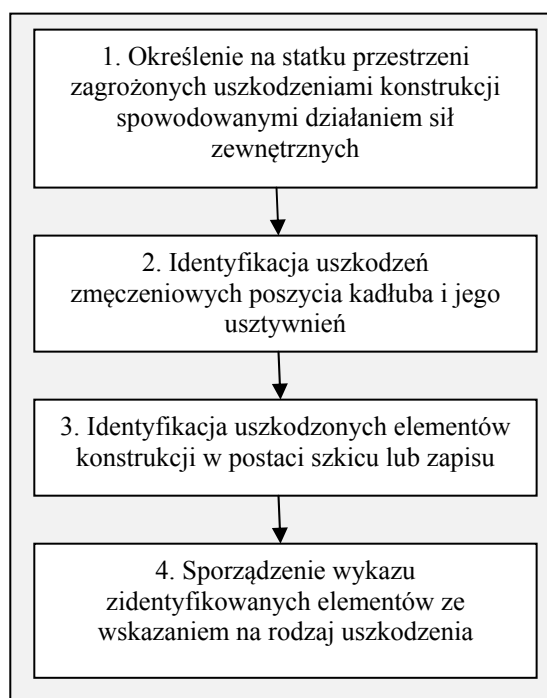 1. Określenie na statku przestrzeni
zagrożonych uszkodzeniami konstrukcji
spowodowanymi działaniem sił
zewnętrznych
2. Identyfikacja uszkodzeń
zmęczeniowych poszycia kadłuba i jego
usztywnień
3. Identyfikacja uszkodzonych elementów
konstrukcji w postaci szkicu lub zapisu
4. Sporządzenie wykazu
zidentyfikowanych elementów ze
wskazaniem na rodzaj uszkodzenia